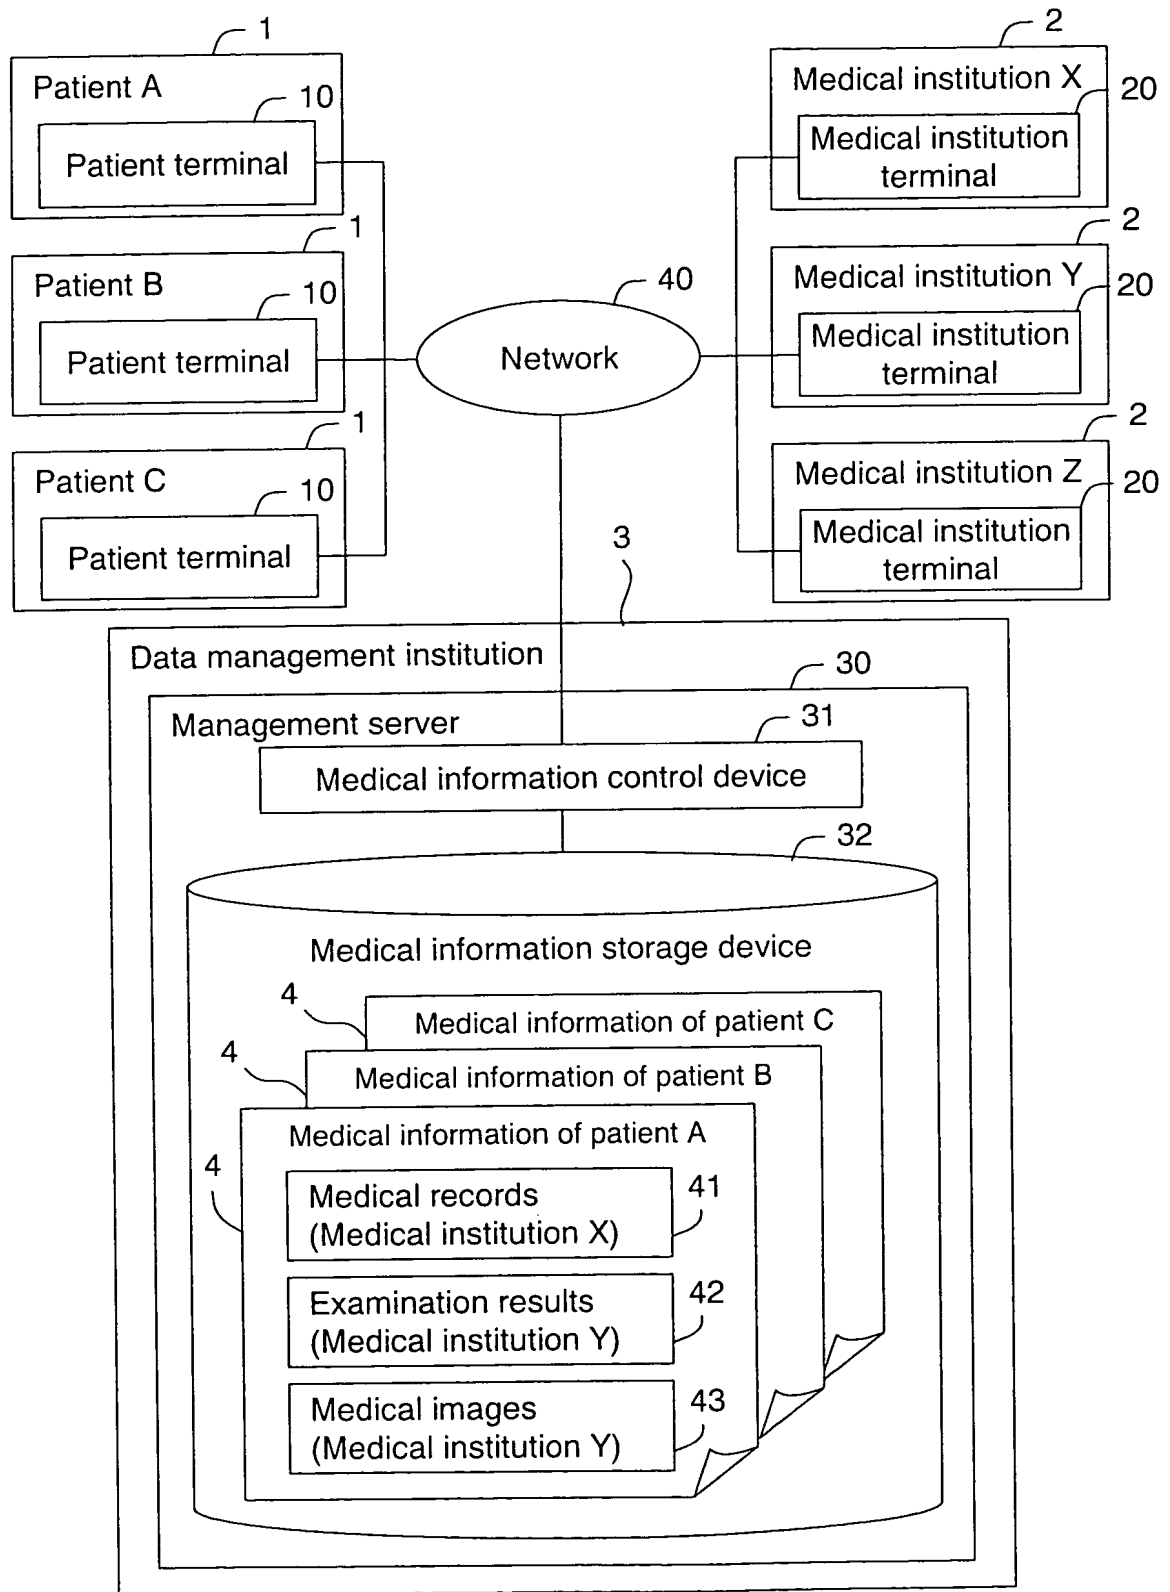 1
Patient A
10
Patient terminal
1
Patient B
10
Patient terminal
1
Patient C
10
Patient terminal
40
Network
2
Medical institution X
20
Medical institution
terminal
2
Medical institution Y
20
Medical institution
terminal
2
Medical institution Z
20
Medical institution
terminal
3
Data management institution
30
Management server
31
Medical information control device
32
Medical information storage device
4
Medical information of patient C
4
Medical information of patient B
4
Medical information of patient A
Medical records
(Medical institution X)
41
Examination results
(Medical institution Y)
42
Medical images
(Medical institution Y)
43